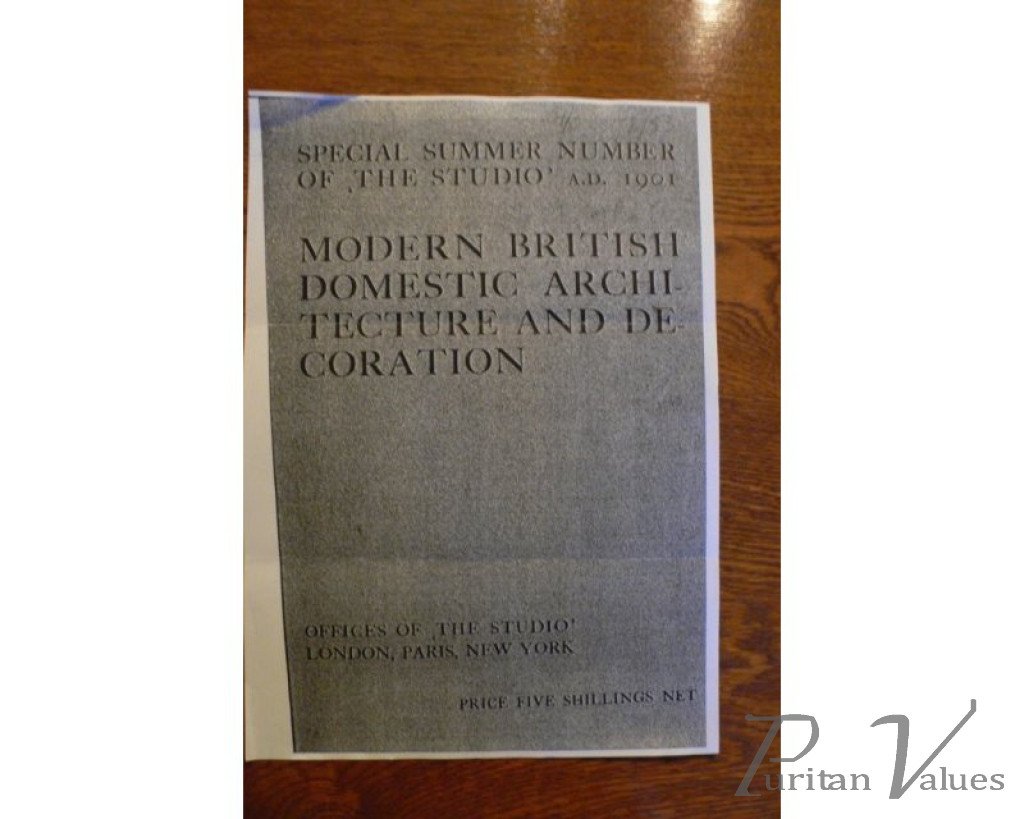 SPECIAL SUMMER NUMBER
OF ,THE STUDIO' A.D. 1901
MODERN BRITISH
DOMESTIC ARCHI-
TECTURE AND DE-
CORATION
OFFICES OF ,THE STUDIO'
LONDON, PARIS, NEW YORK
PRICE FIVE SHILLINGS NET
Puritan Values